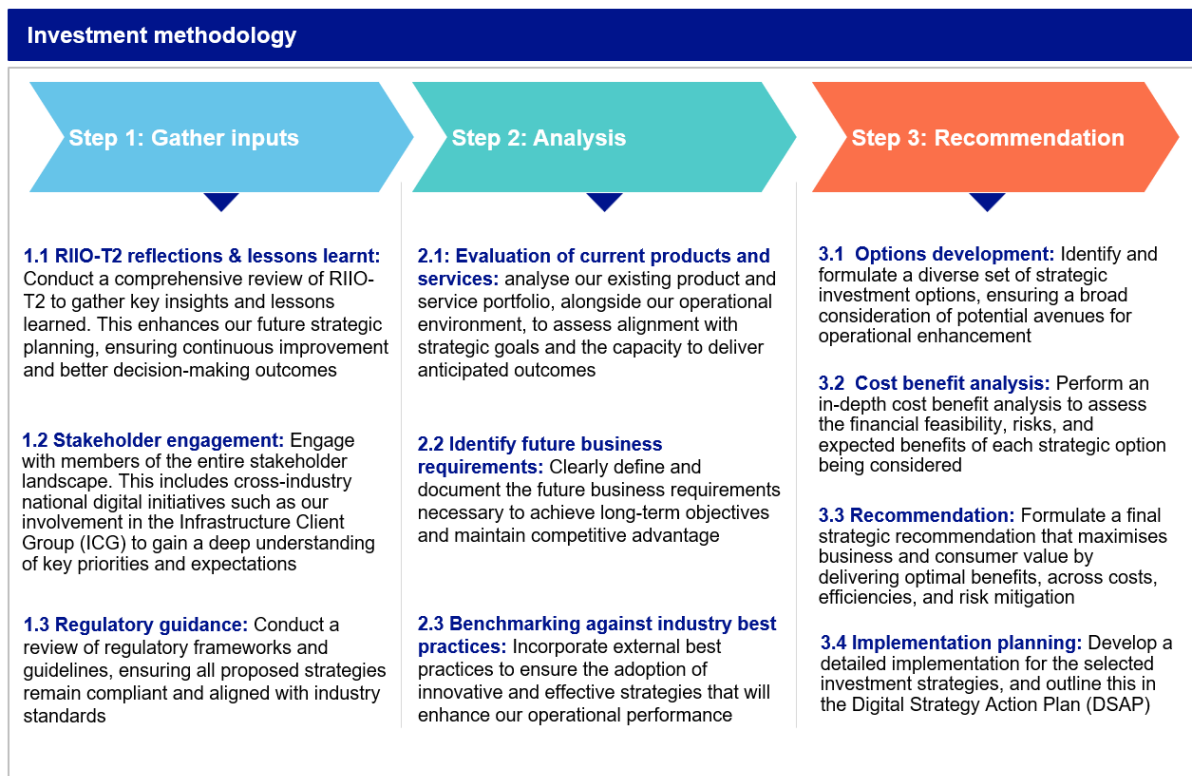 Investment methodology
Step 1: Gather inputs
1.1 RIIO-T2 reflections & lessons learnt:
Conduct a comprehensive review of RIIO-
T2 to gather key insights and lessons
learned. This enhances our future strategic
planning, ensuring continuous improvement
and better decision-making outcomes
1.2 Stakeholder engagement: Engage
with members of the entire stakeholder
landscape. This includes cross-industry
national digital initiatives such as our
involvement in the Infrastructure Client
Group (ICG) to gain a deep understanding
of key priorities and expectations
1.3 Regulatory guidance: Conduct a
review of regulatory frameworks and
guidelines, ensuring all proposed strategies
remain compliant and aligned with industry
standards
Step 2: Analysis
2.1: Evaluation of current products and
services: analyse our existing product and
service portfolio, alongside our operational
environment, to assess alignment with
strategic goals and the capacity to deliver
anticipated outcomes
2.2 Identify future business
requirements: Clearly define and
document the future business requirements
necessary to achieve long-term objectives
and maintain competitive advantage
2.3 Benchmarking against industry best
practices: Incorporate external best
practices to ensure the adoption of
innovative and effective strategies that will
enhance our operational performance
Step 3: Recommendation
3.1 Options development: Identify and
formulate a diverse set of strategic
investment options, ensuring a broad
consideration of potential avenues for
operational enhancement
3.2 Cost benefit analysis: Perform an
in-depth cost benefit analysis to assess
the financial feasibility, risks, and
expected benefits of each strategic option
being considered
3.3 Recommendation: Formulate a final
strategic recommendation that maximises
business and consumer value by
delivering optimal benefits, across costs,
efficiencies, and risk mitigation
3.4 Implementation planning: Develop a
detailed implementation for the selected
investment strategies, and outline this in
the Digital Strategy Action Plan (DSAP)